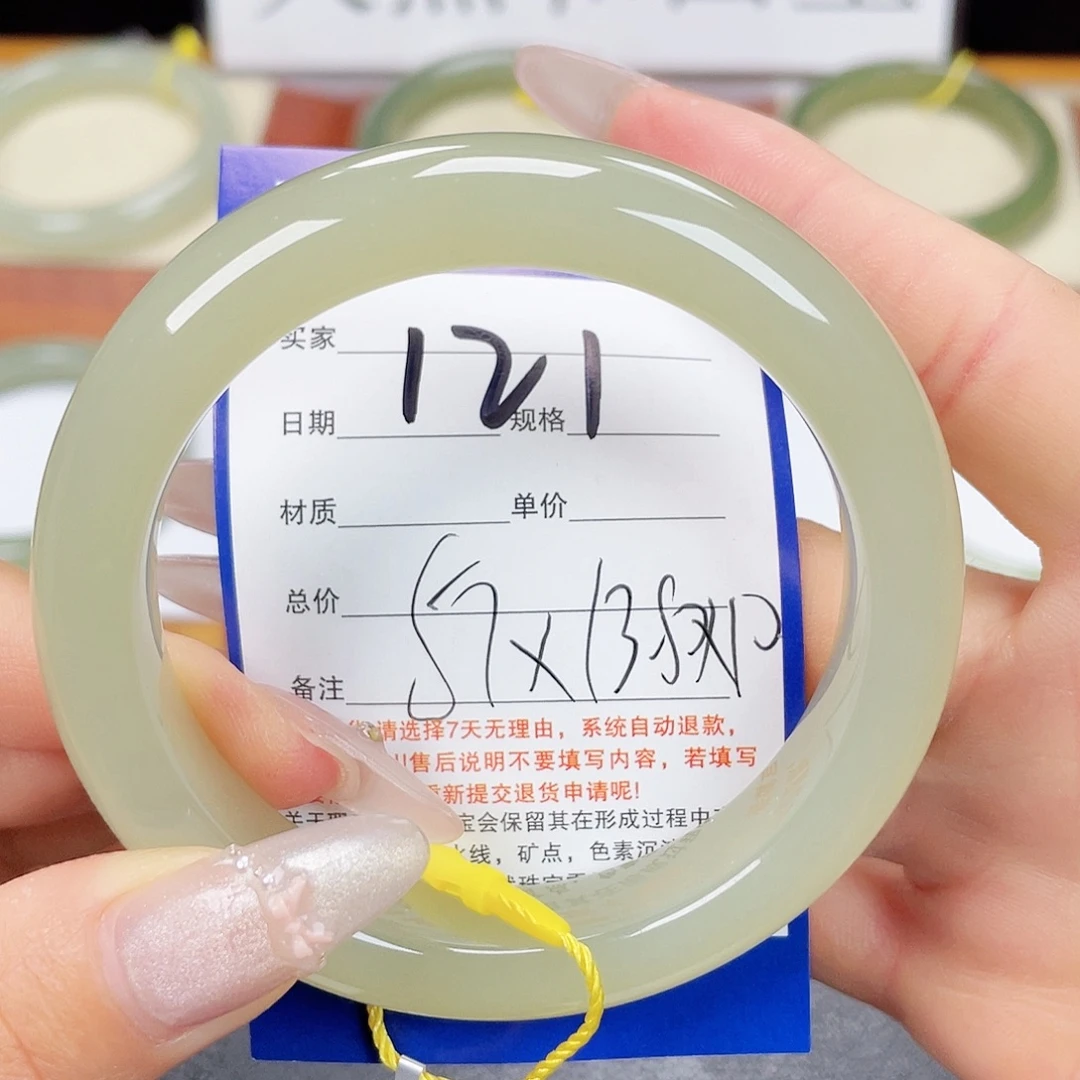 买家
121
日期 规格
材质 单价
总价
57x13.5x10
备注
请选择7天无理由，系统自动退款，
售后说明不要填写内容，若填写
新提交退货申请呢!
宝会保留其在形成过程中
水线，矿点，色素沉